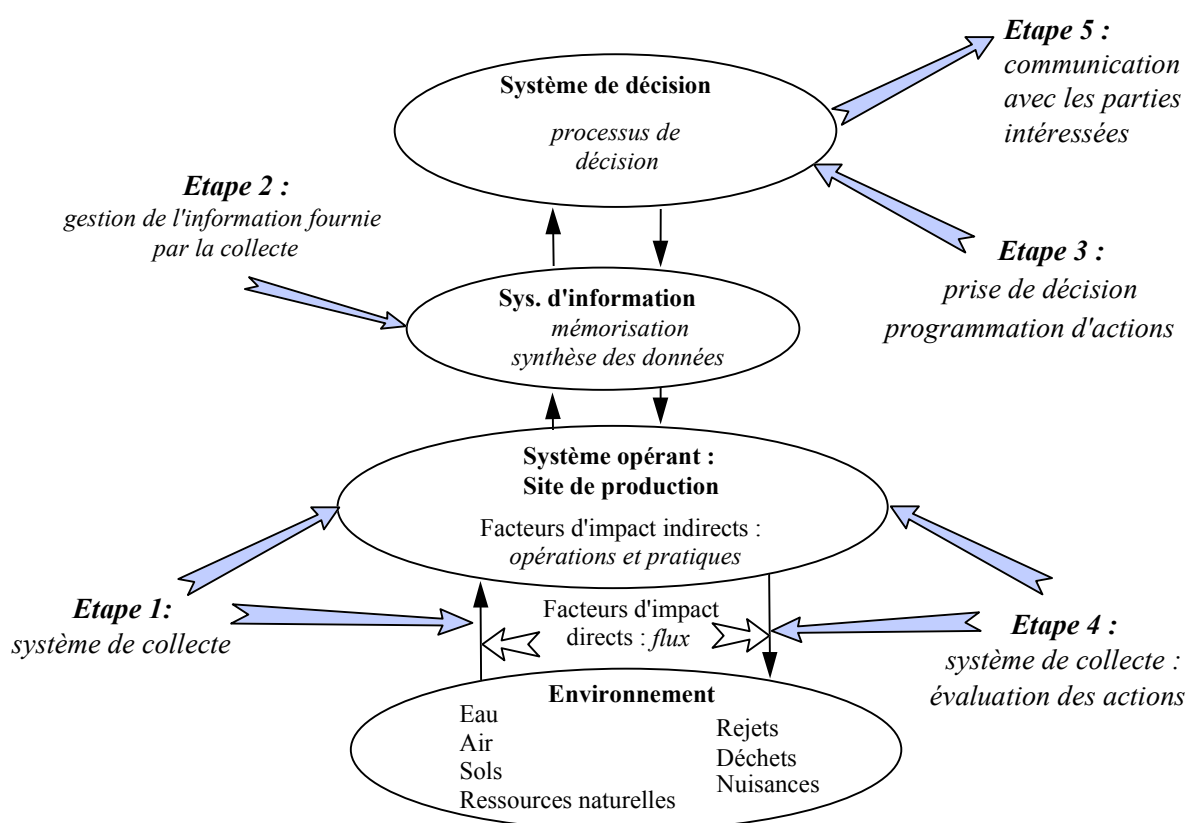 Etape 5 :
communication
avec les parties
intéressées
Système de décision
processus de
décision
Etape 2 :
gestion de l'information fournie
par la collecte
Etape 3 :
prise de décision
programmation d'actions
Sys. d'information
mémorisation
synthèse des données
Système opérant :
Site de production
Facteurs d'impact indirects :
opérations et pratiques
Etape 1:
système de collecte
Facteurs d'impact
directs : flux
Etape 4 :
système de collecte :
évaluation des actions
Environnement
Eau
Air
Sols
Ressources naturelles
Rejets
Déchets
Nuisances